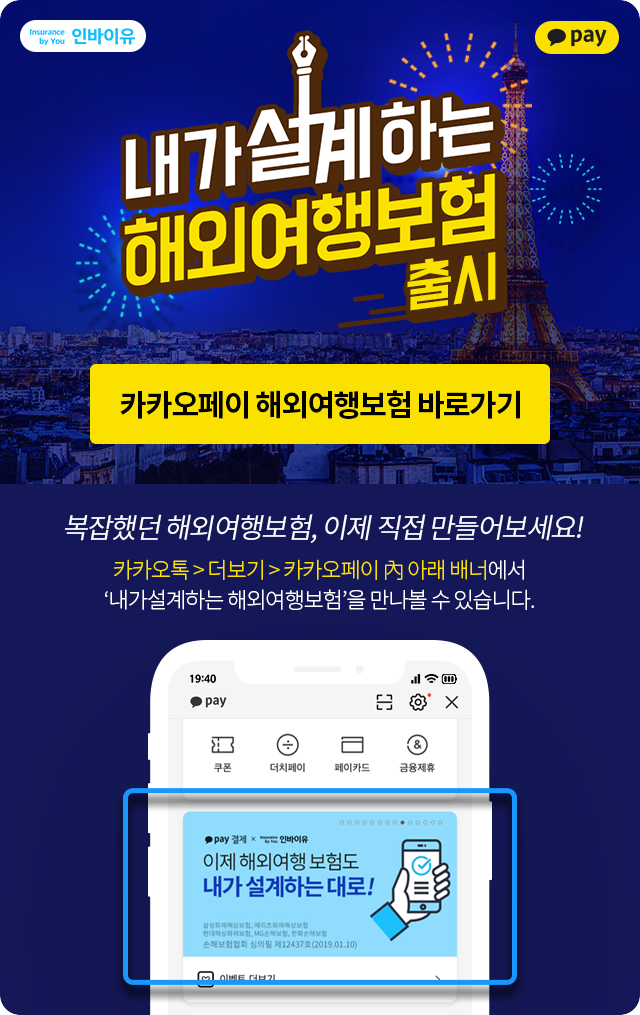 Insurance
by You 인바이유
pay
내가설계하는
해외여행보험
출시
카카오페이 해외여행보험 바로가기
복잡했던 해외여행보험, 이제 직접 만들어보세요!
카카오톡 > 더보기 > 카카오페이 內 아래 배너에서
‘내가설계하는 해외여행보험’을 만나볼 수 있습니다.
19:40
pay
쿠폰 더치페이 페이카드 금융제휴
pay 결제 × Insurance by You 인바이유
이제 해외여행 보험도
내가 설계하는 대로!
삼성화재해상보험, 메리츠화재해상보험
현대해상화재보험, MG손해보험, 한화손해보험
손해보험협회 심의필 제12437호(2019.01.10)
이벤트 더보기